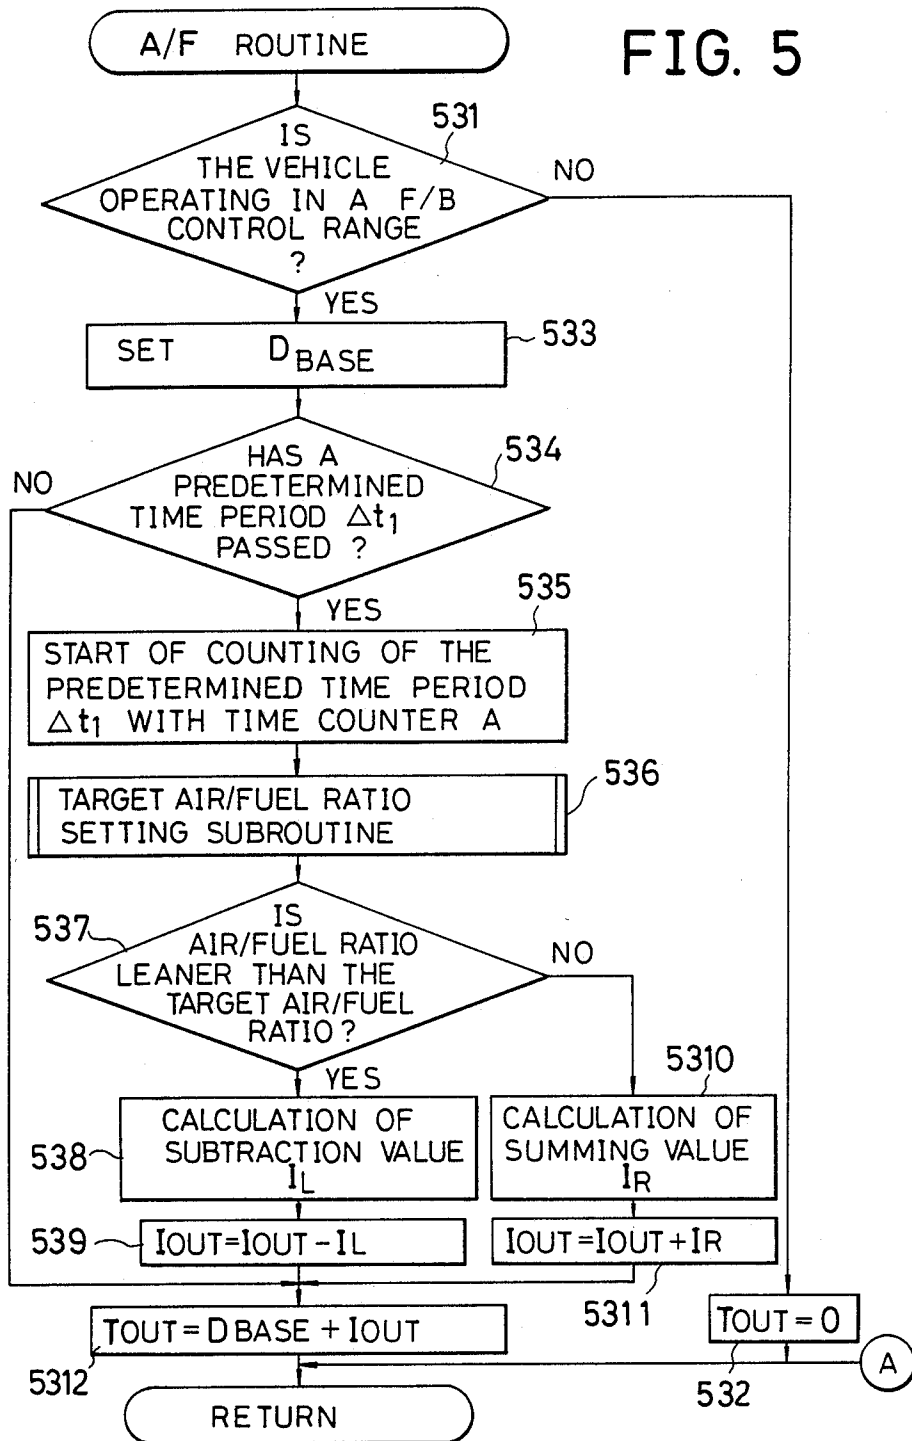 A/F ROUTINE
FIG. 5
531
IS
THE VEHICLE
OPERATING IN A F/B
CONTROL RANGE
?
NO
YES
533
SET DBASE
534
HAS A
PREDETERMINED
TIME PERIOD Δt1
PASSED ?
NO
YES
535
START OF COUNTING OF THE
PREDETERMINED TIME PERIOD
Δt1 WITH TIME COUNTER A
536
TARGET AIR/FUEL RATIO
SETTING SUBROUTINE
537
IS
AIR/FUEL RATIO
LEANER THAN THE
TARGET AIR/FUEL
RATIO?
NO
YES
538
CALCULATION OF
SUBTRACTION VALUE
IL
5310
CALCULATION OF
SUMMING VALUE
IR
539
IOUT=IOUT-IL
IOUT=IOUT+IR
5311
TOUT=DBASE+IOUT
5312
TOUT=0
532
A
RETURN